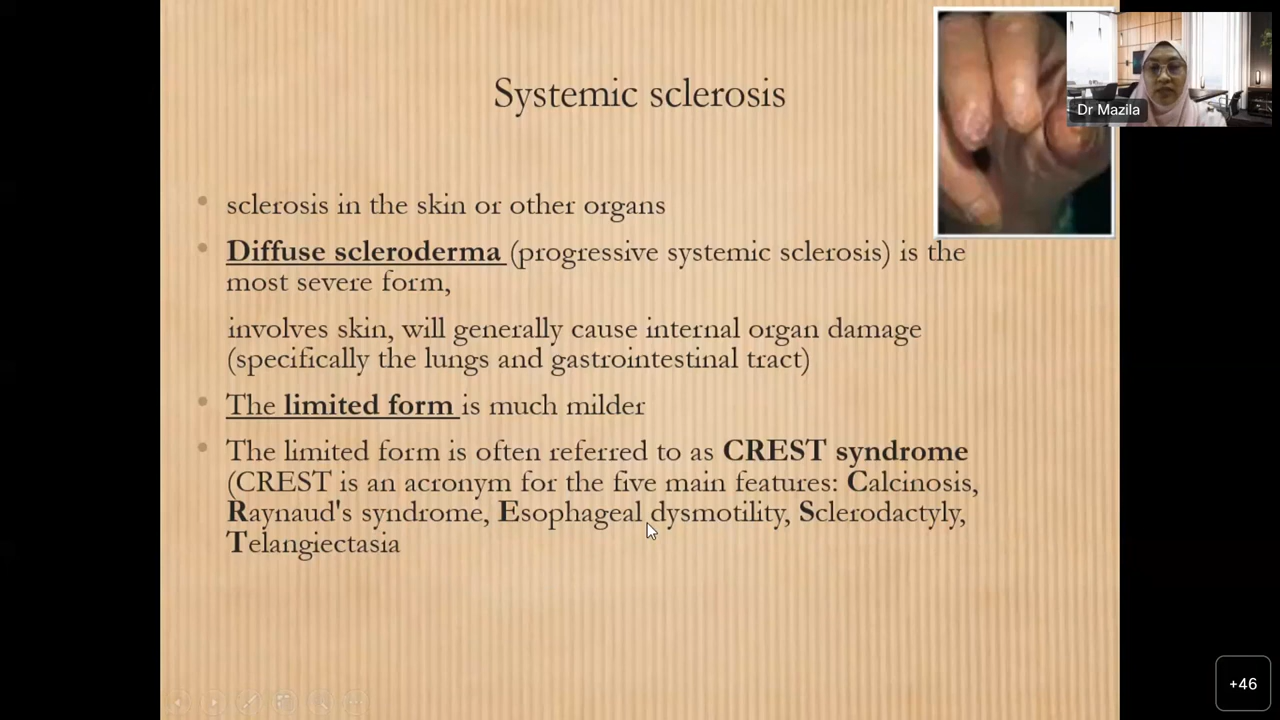 Systemic sclerosis
Dr Mazila
sclerosis in the skin or other organs
Diffuse scleroderma (progressive systemic sclerosis) is the
most severe form,
involves skin, will generally cause internal organ damage
(specifically the lungs and gastrointestinal tract)
The limited form is much milder
The limited form is often referred to as CREST syndrome
(CREST is an acronym for the five main features: Calcinosis,
Raynaud's syndrome, Esophageal dysmotility, Sclerodactyly,
Telangiectasia
+46